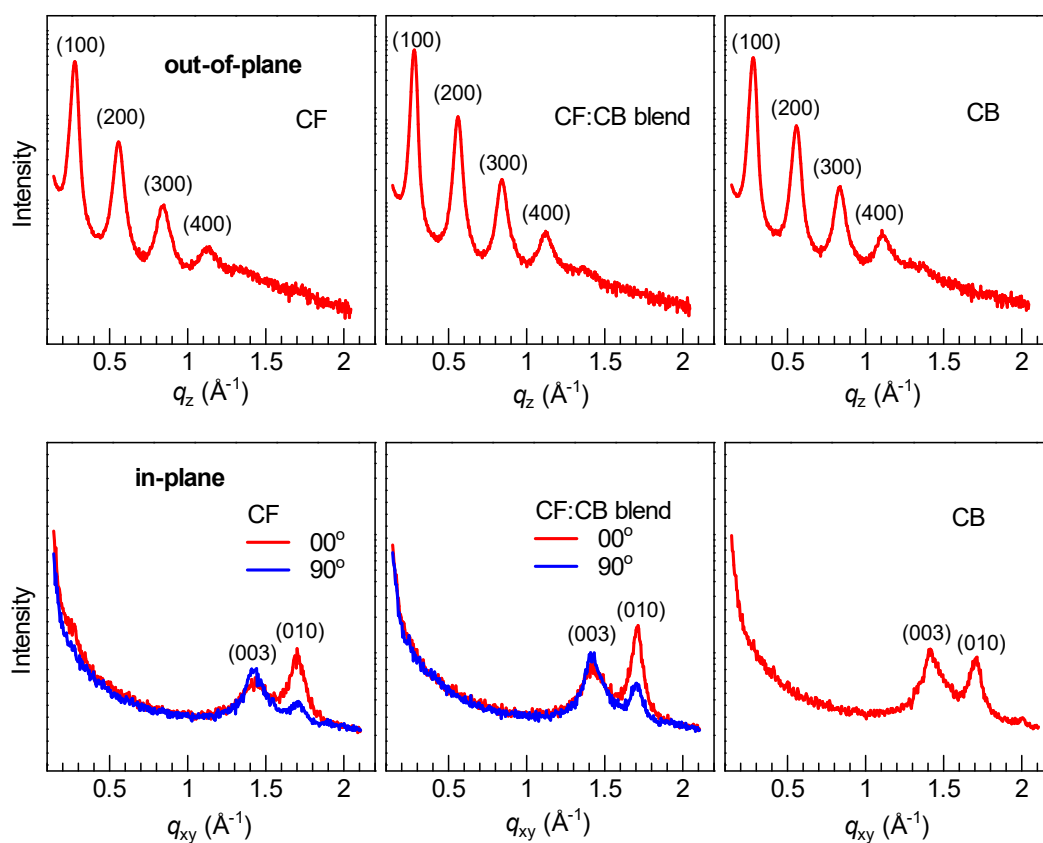 (100)
out-of-plane
CF
(200)
(300)
(400)
Intensity
0.5 1 1.5 2
qz (Å-1)
(100)
(200)
CF:CB blend
(300)
(400)
0.5 1 1.5 2
qz (Å-1)
(100)
(200)
CB
(300)
(400)
0.5 1 1.5 2
qz (Å-1)
in-plane
CF
00o
90o
(003)
(010)
Intensity
0.5 1 1.5 2
qxy (Å-1)
CF:CB blend
00o
90o
(003)
(010)
0.5 1 1.5 2
qxy (Å-1)
CB
(003)
(010)
0.5 1 1.5 2
qxy (Å-1)